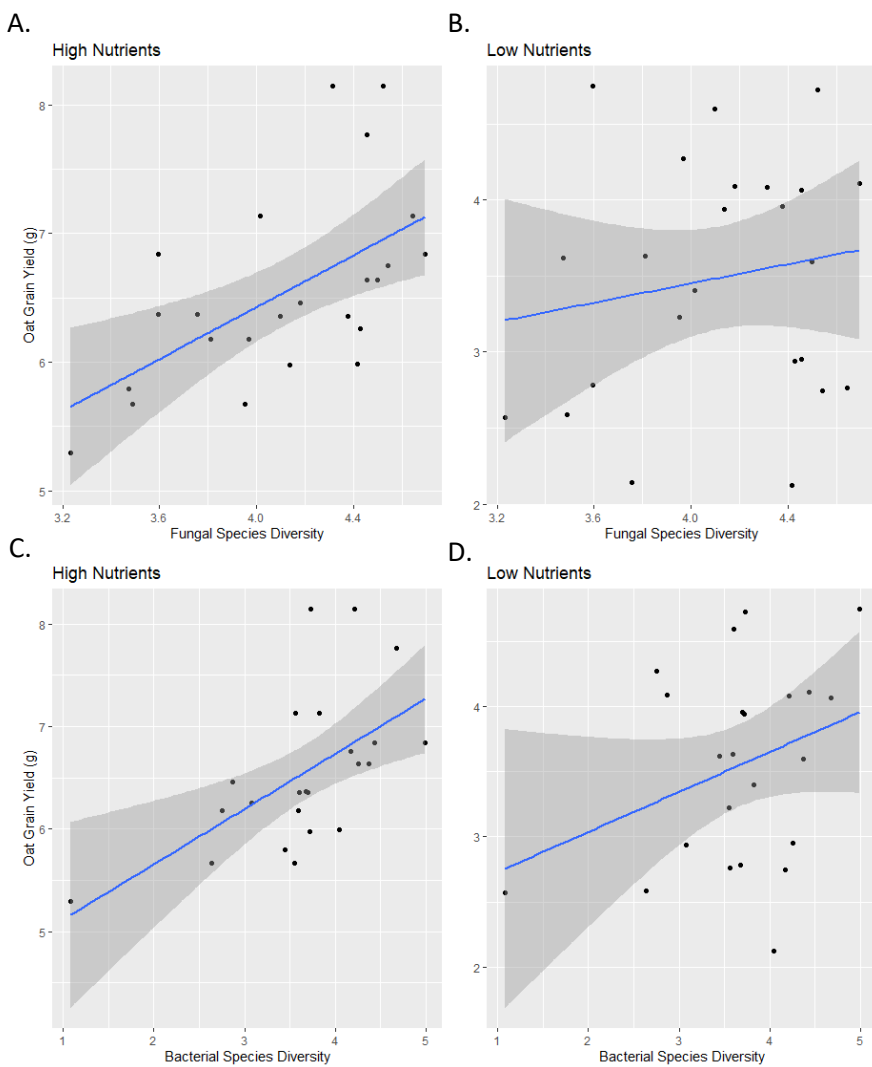 A.
High Nutrients
8
7
6
5
Oat Grain Yield (g)
3.2 3.6 4.0 4.4
Fungal Species Diversity
B.
Low Nutrients
4
3
2
3.2 3.6 4.0 4.4
Fungal Species Diversity
C.
High Nutrients
8
7
6
5
Oat Grain Yield (g)
1 2 3 4 5
Bacterial Species Diversity
D.
Low Nutrients
4
3
2
1 2 3 4 5
Bacterial Species Diversity